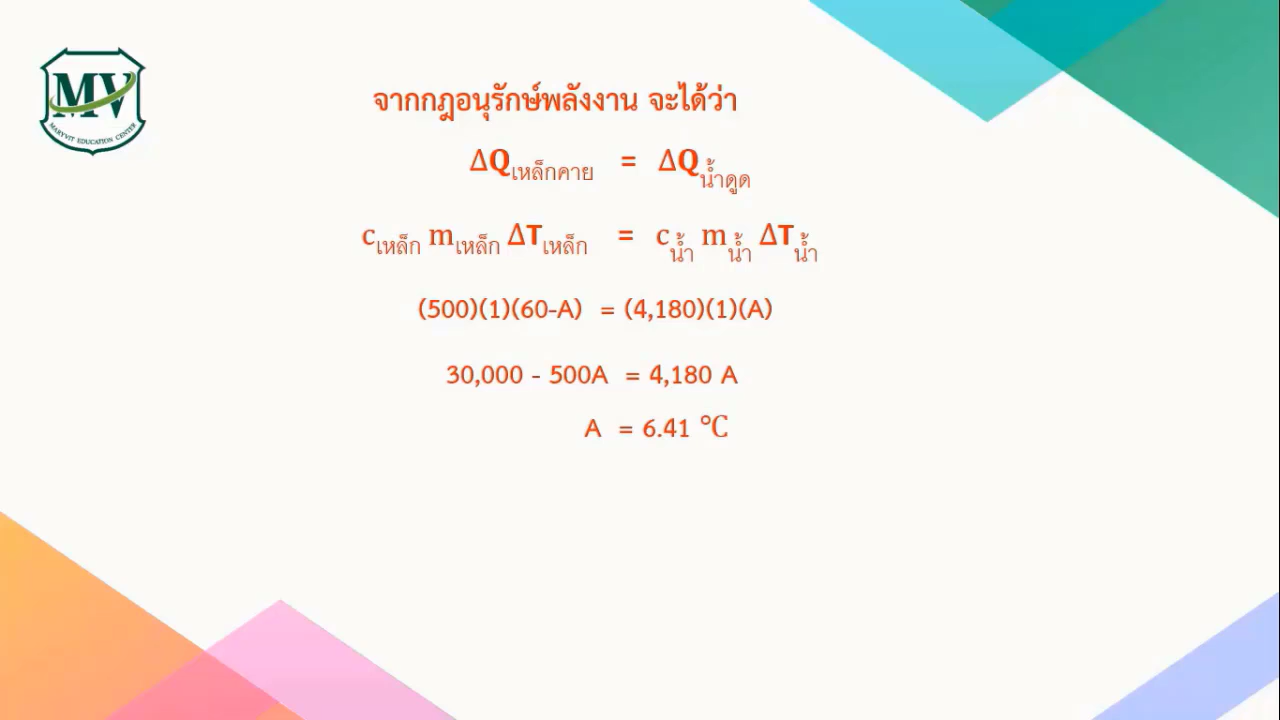 MV
MARYVIT EDUCATION CENTER
จากกฎอนุรักษ์พลังงาน จะได้ว่า
ΔQเหล็กคาย = ΔQน้ำดูด
cเหล็ก mเหล็ก ΔTเหล็ก = cน้ำ mน้ำ ΔTน้ำ
(500)(1)(60-A) = (4,180)(1)(A)
30,000 - 500A = 4,180 A
A = 6.41 °C